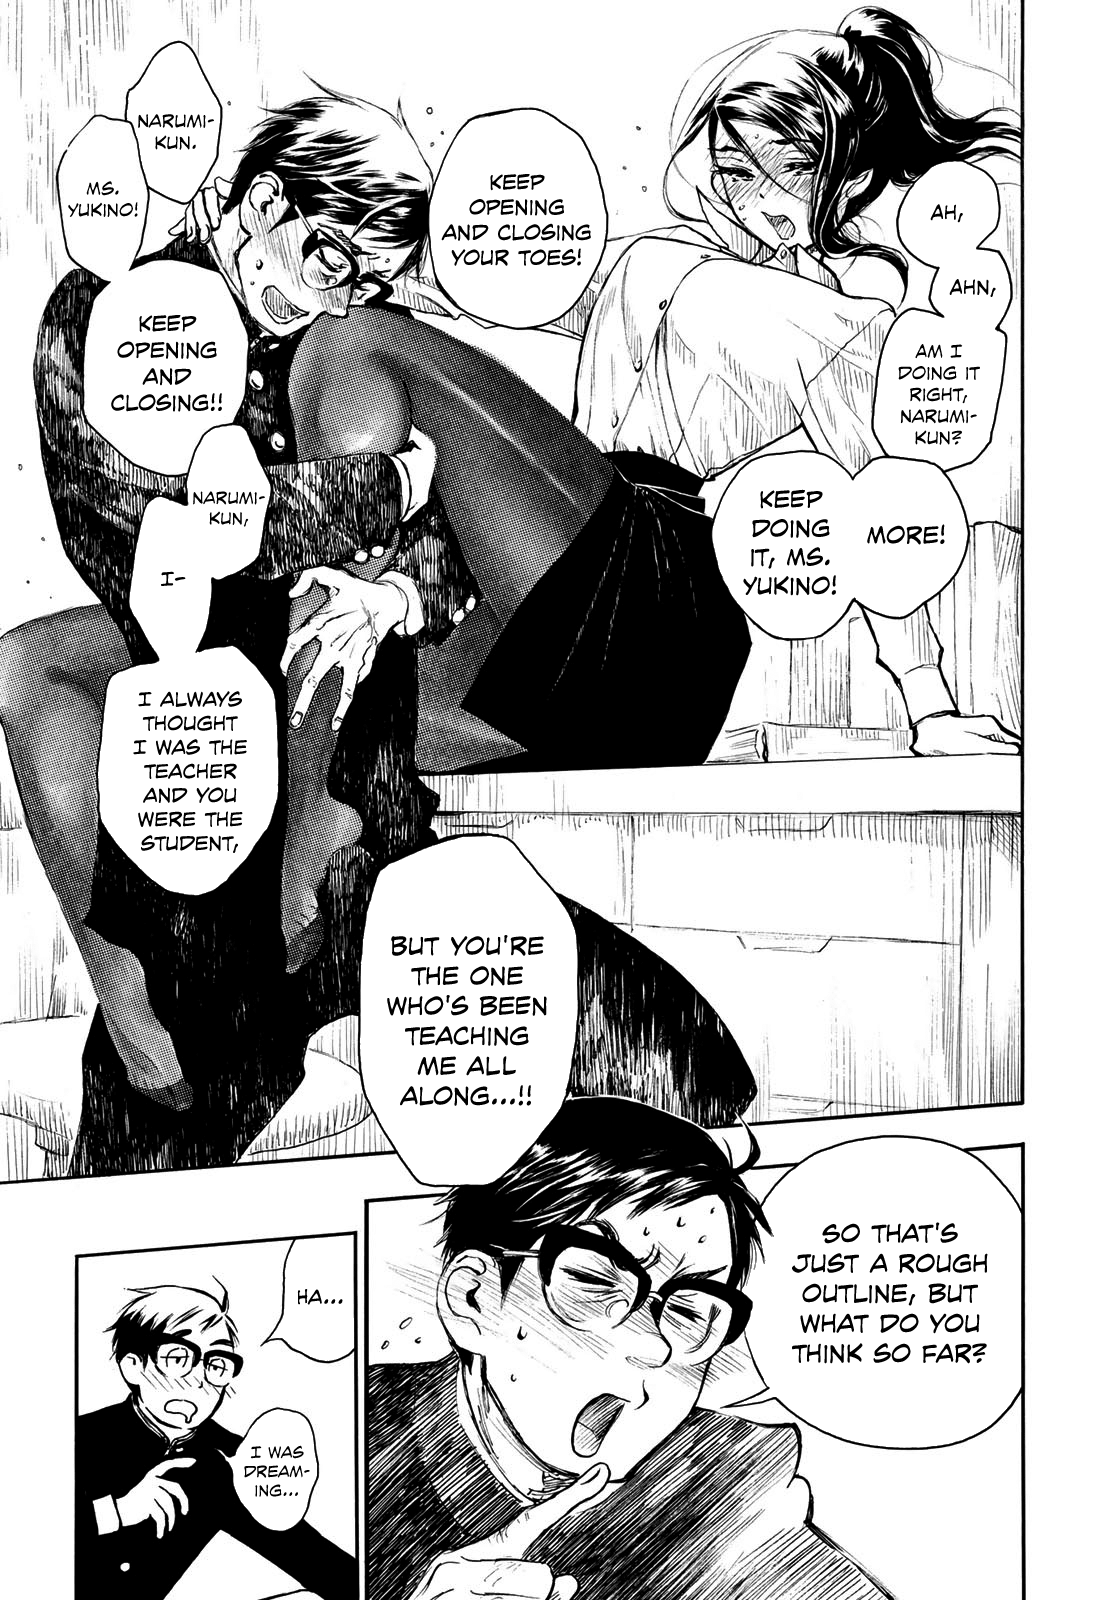 AH,
AHN,
AM I
DOING IT
RIGHT,
NARUMI-
KUN?
MORE!
KEEP
DOING
IT, MS.
YUKINO!
KEEP
OPENING
AND CLOSING
YOUR TOES!
NARUMI-
KUN.
MS.
YUKINO!
KEEP
OPENING
AND
CLOSING!!
NARUMI-
KUN,
I-
I ALWAYS
THOUGHT
I WAS THE
TEACHER
AND YOU
WERE THE
STUDENT,
BUT YOU'RE
THE ONE
WHO'S BEEN
TEACHING
ME ALL
ALONG...!!
SO THAT'S
JUST A ROUGH
OUTLINE, BUT
WHAT DO YOU
THINK SO FAR?
HA...
I WAS
DREAM-
ING...